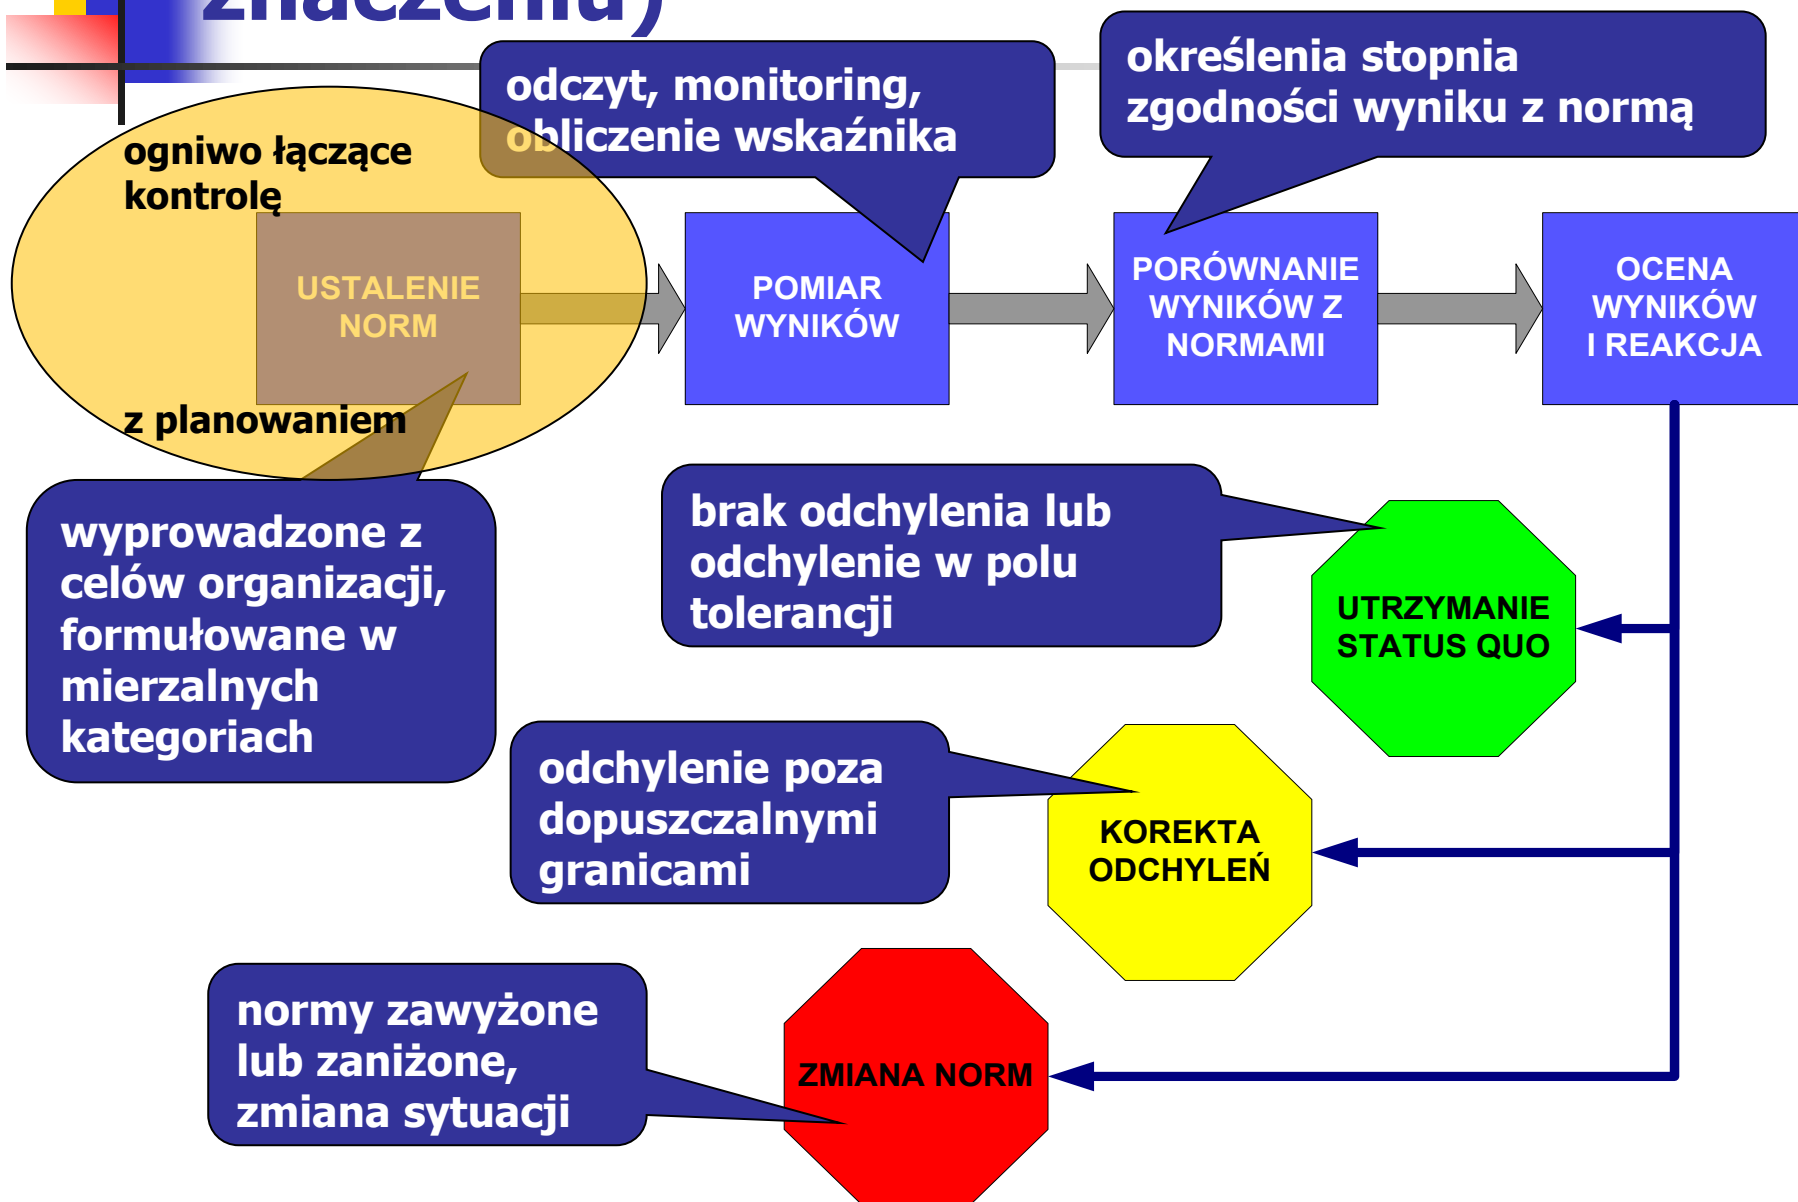 znaczeniu)
odczyt, monitoring,
obliczenie wskaźnika
określenia stopnia
zgodności wyniku z normą
ogniwo łączące
kontrolę
z planowaniem
USTALENIE
NORM
POMIAR
WYNIKÓW
PORÓWNANIE
WYNIKÓW Z
NORMAMI
OCENA
WYNIKÓW
I REAKCJA
wyprowadzone z
celów organizacji,
formułowane w
mierzalnych
kategoriach
brak odchylenia lub
odchylenie w polu
tolerancji
UTRZYMANIE
STATUS QUO
odchylenie poza
dopuszczalnymi
granicami
KOREKTA
ODCHYLEŃ
normy zawyżone
lub zaniżone,
zmiana sytuacji
ZMIANA NORM